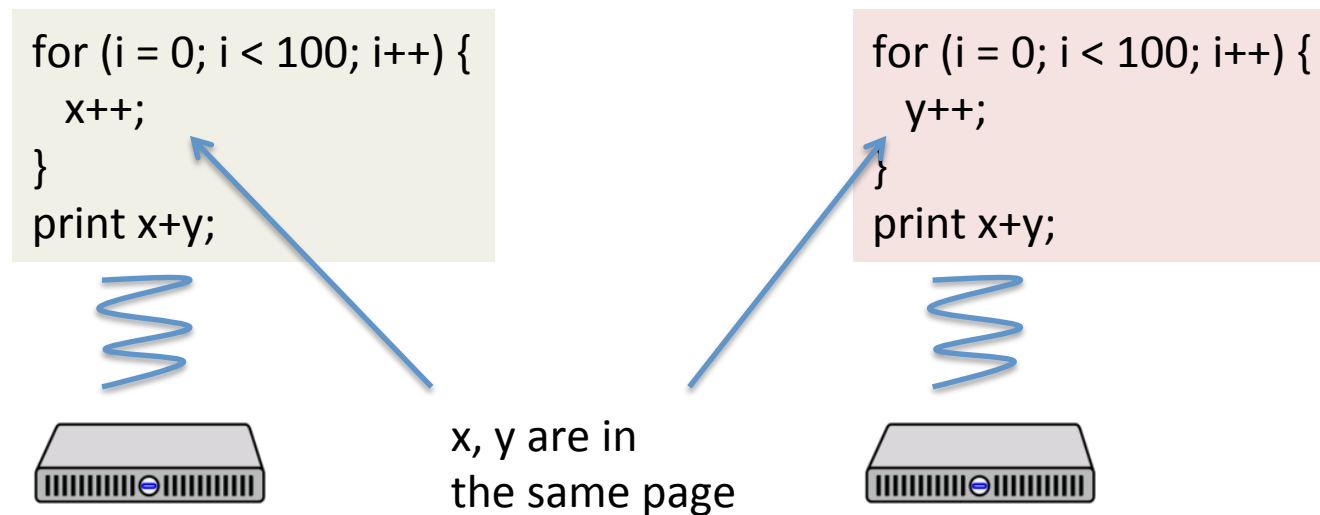 for (i = 0; i < 100; i++) {
x++;
}
print x+y;
for (i = 0; i < 100; i++) {
y++;
}
print x+y;
x, y are in
the same page